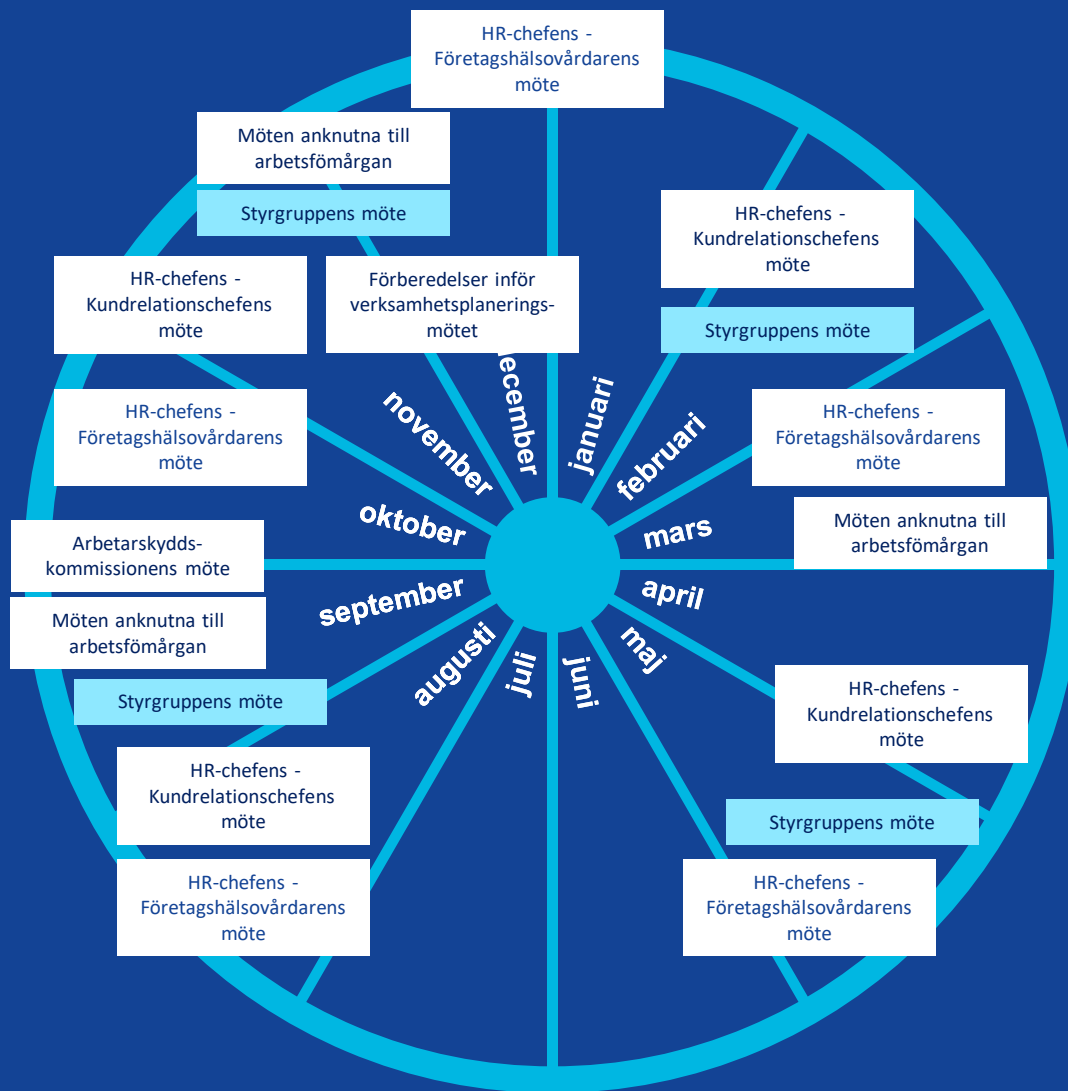 HR-chefens -
Företagshälsovårdarens
möte
Möten anknutna till
arbetsfömårgan
Styrgruppens möte
HR-chefens -
Kundrelationschefens
möte
Styrgruppens möte
HR-chefens -
Kundrelationschefens
möte
Förberedelser inför
verksamhetsplanerings-
mötet
HR-chefens -
Företagshälsovårdarens
möte
HR-chefens -
Företagshälsovårdarens
möte
december
januari
november
februari
oktober
mars
Arbetarskydds-
kommissionens möte
Möten anknutna till
arbetsfömårgan
september
april
Möten anknutna till
arbetsfömårgan
augusti
juli
juni
maj
Styrgruppens möte
HR-chefens -
Kundrelationschefens
möte
HR-chefens -
Kundrelationschefens
möte
Styrgruppens möte
HR-chefens -
Företagshälsovårdarens
möte
HR-chefens -
Företagshälsovårdarens
möte